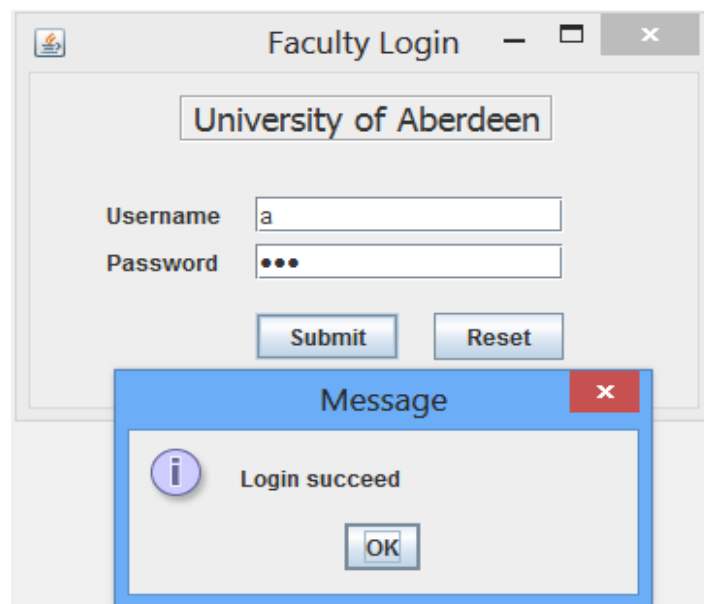 Faculty Login
University of Aberdeen
Username a
Password •••
Submit Reset
Message
i
Login succeed
OK